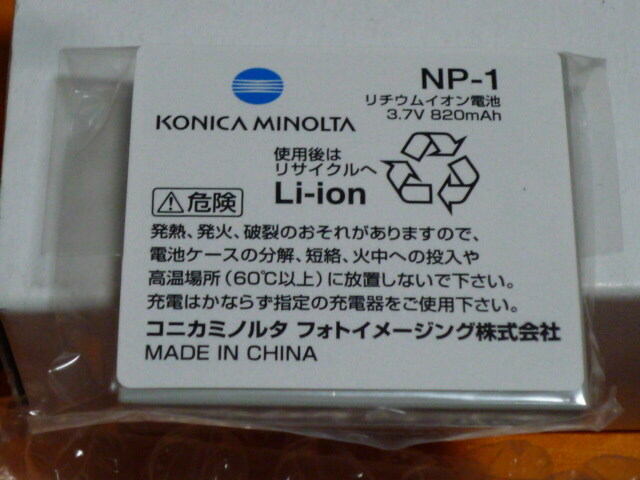 NP-1
リチウムイオン電池
3.7V 820mAh
KONICA MINOLTA
使用後は
リサイクルへ
Li-ion
危険
発熱、発火、破裂のおそれがありますので、
電池ケースの分解、短絡、火中への投入や
高温場所(60℃以上)に放置しないで下さい。
充電はかならず指定の充電器をご使用下さい。
コニカミノルタ フォトイメージング株式会社
MADE IN CHINA